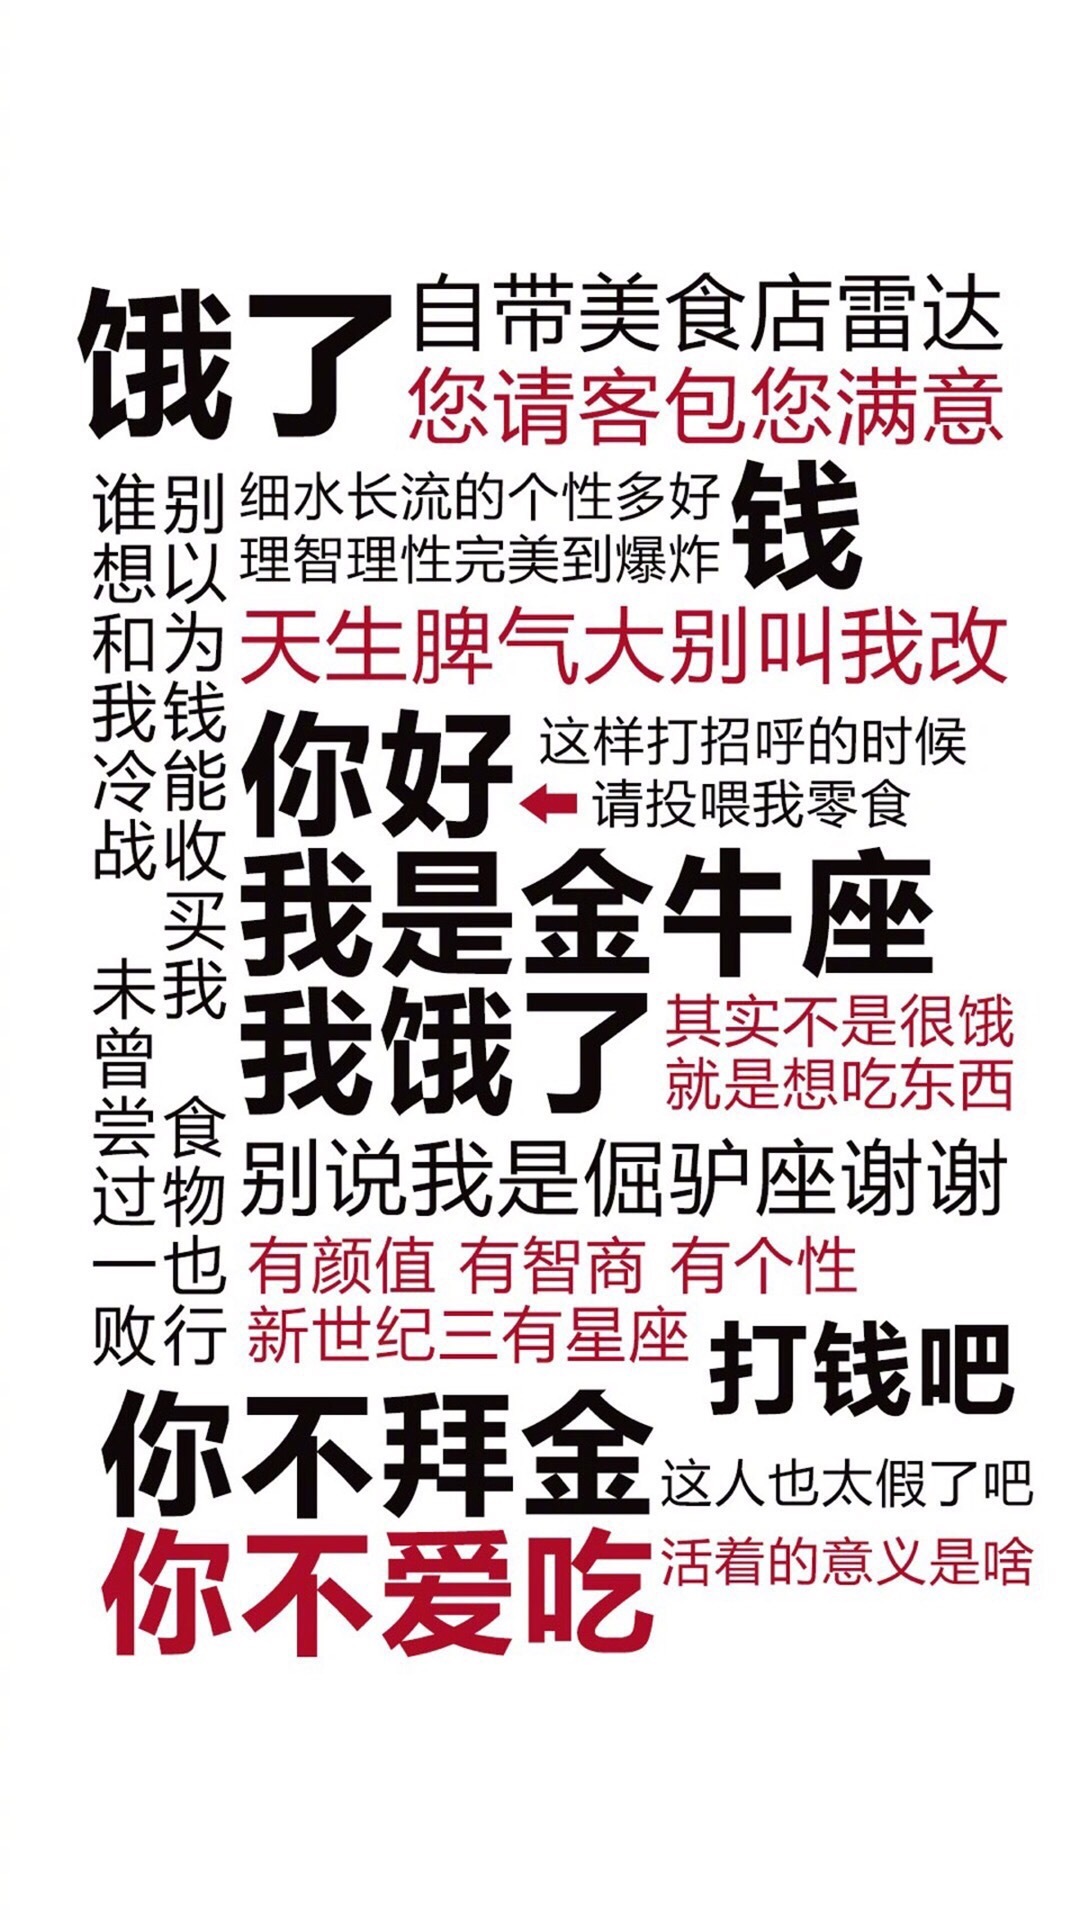 饿了
自带美食店雷达
您请客包您满意
别以为钱能收买我
食物也行
谁想和我冷战
未曾尝过一败
细水长流的个性多好
理智理性完美到爆炸
钱
天生脾气大别叫我改
你好
这样打招呼的时候
请投喂我零食
我是金牛座
我饿了
其实不是很饿
就是想吃东西
别说我是倔驴座谢谢
有颜值 有智商 有个性
新世纪三有星座
打钱吧
你不拜金
这人也太假了吧
你不爱吃
活着的意义是啥